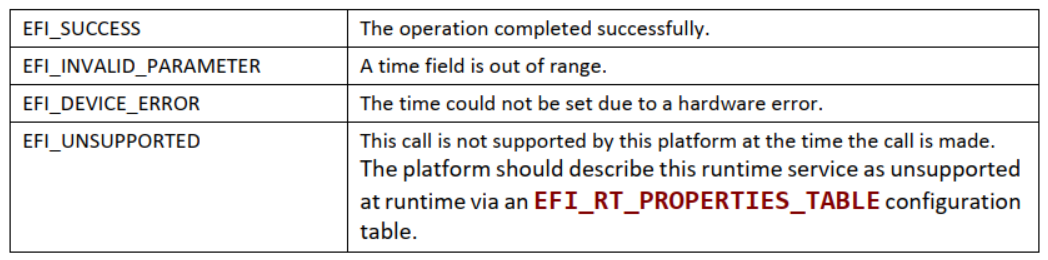 EFI_SUCCESS The operation completed successfully.
EFI_INVALID_PARAMETER A time field is out of range.
EFI_DEVICE_ERROR The time could not be set due to a hardware error.
EFI_UNSUPPORTED This call is not supported by this platform at the time the call is made.
The platform should describe this runtime service as unsupported
at runtime via an EFI_RT_PROPERTIES_TABLE configuration
table.